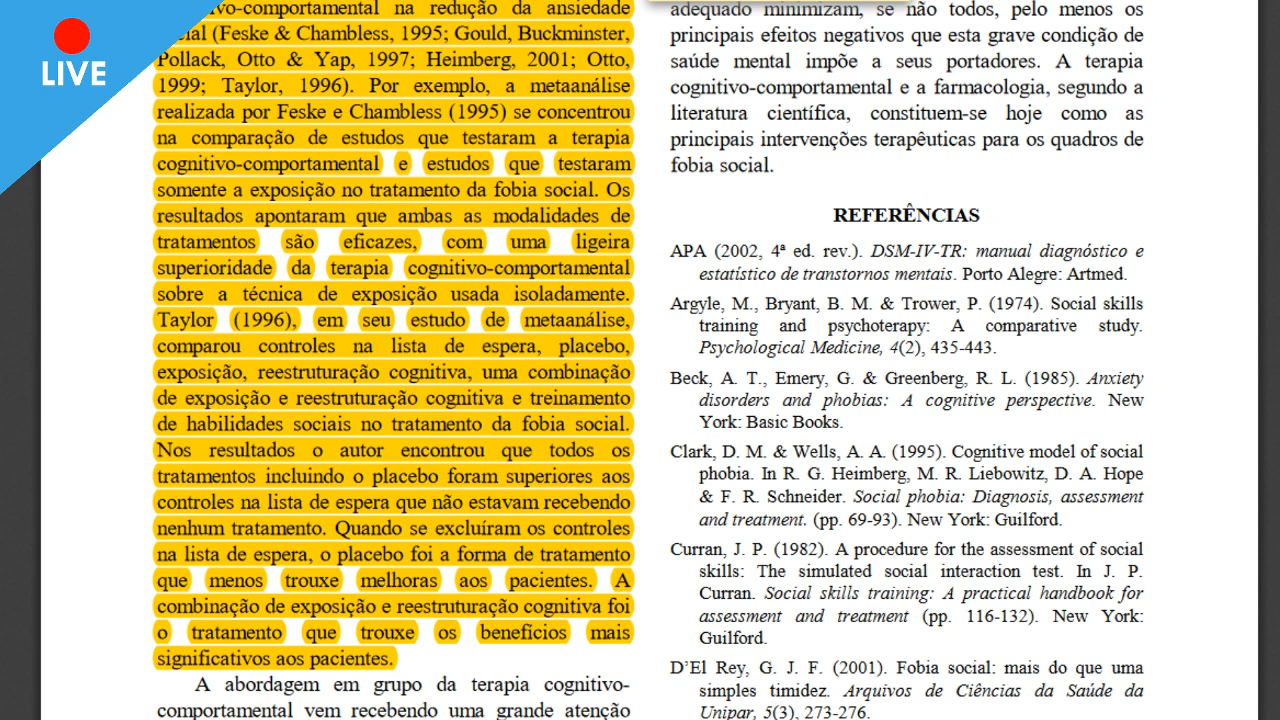 LIVE
-comportamental na redução da ansiedade
(Feske & Chambless, 1995; Gould, Buckminster,
Pollack, Otto & Yap, 1997; Heimberg, 2001; Otto,
1999; Taylor, 1996). Por exemplo, a metaanálise
realizada por Feske e Chambless (1995) se concentrou
na comparação de estudos que testaram a terapia
cognitivo-comportamental e estudos que testaram
somente a exposição no tratamento da fobia social. Os
resultados apontaram que ambas as modalidades de
tratamentos são eficazes, com uma ligeira
superioridade da terapia cognitivo-comportamental
sobre a técnica de exposição usada isoladamente.
Taylor (1996), em seu estudo de metaanálise,
comparou controles na lista de espera, placebo,
exposição, reestruturação cognitiva, uma combinação
de exposição e reestruturação cognitiva e treinamento
de habilidades sociais no tratamento da fobia social.
Nos resultados o autor encontrou que todos os
tratamentos incluindo o placebo foram superiores aos
controles na lista de espera que não estavam recebendo
nenhum tratamento. Quando se excluíram os controles
na lista de espera, o placebo foi a forma de tratamento
que menos trouxe melhoras aos pacientes. A
combinação de exposição e reestruturação cognitiva foi
o tratamento que trouxe os benefícios mais
significativos aos pacientes.
A abordagem em grupo da terapia cognitivo-
comportamental vem recebendo uma grande atenção
adequado minimizam, se não todos, pelo menos os
principais efeitos negativos que esta grave condição de
saúde mental impõe a seus portadores. A terapia
cognitivo-comportamental e a farmacologia, segundo a
literatura científica, constituem-se hoje como as
principais intervenções terapêuticas para os quadros de
fobia social.
REFERÊNCIAS
APA (2002, 4ª ed. rev.). DSM-IV-TR: manual diagnóstico e
estatístico de transtornos mentais. Porto Alegre: Artmed.
Argyle, M., Bryant, B. M. & Trower, P. (1974). Social skills
training and psychoterapy: A comparative study.
Psychological Medicine, 4(2), 435-443.
Beck, A. T., Emery, G. & Greenberg, R. L. (1985). Anxiety
disorders and phobias: A cognitive perspective. New
York: Basic Books.
Clark, D. M. & Wells, A. A. (1995). Cognitive model of social
phobia. In R. G. Heimberg, M. R. Liebowitz, D. A. Hope
& F. R. Schneider. Social phobia: Diagnosis, assessment
and treatment. (pp. 69-93). New York: Guilford.
Curran, J. P. (1982). A procedure for the assessment of social
skills: The simulated social interaction test. In J. P.
Curran. Social skills training: A practical handbook for
assessment and treatment (pp. 116-132). New York:
Guilford.
D'El Rey, G. J. F. (2001). Fobia social: mais do que uma
simples timidez. Arquivos de Ciências da Saúde da
Unipar, 5(3), 273-276.